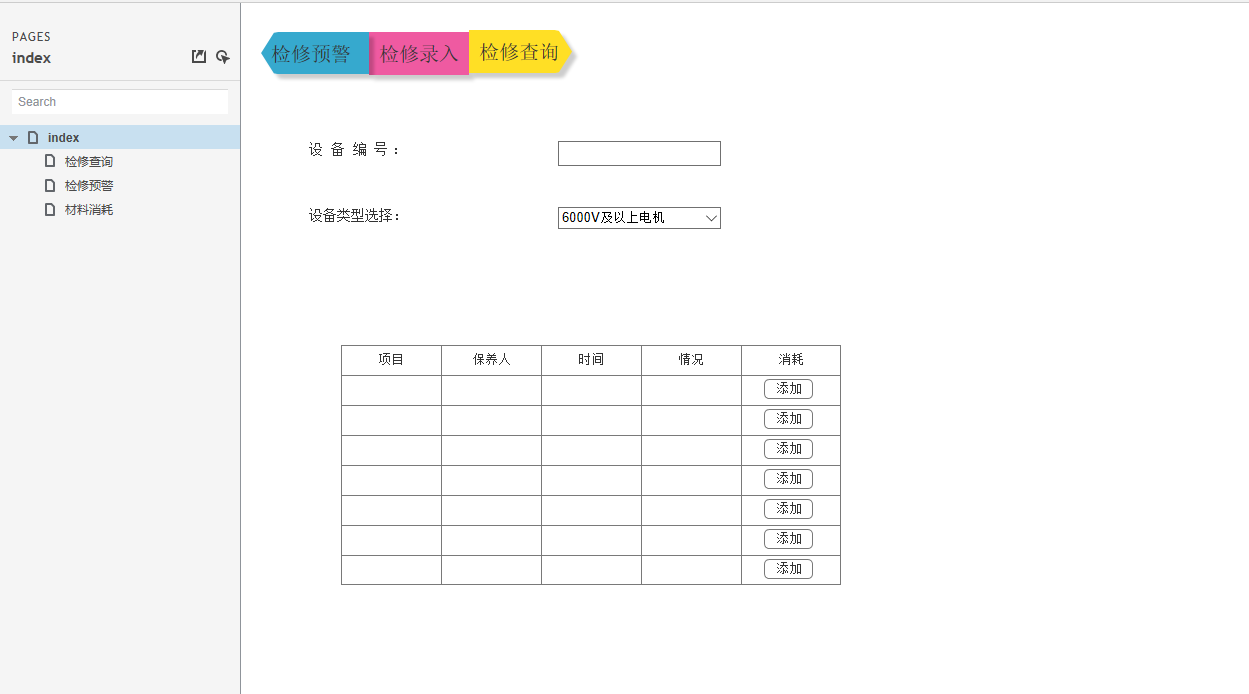 PAGES
index
Search
index
检修查询
检修预警
材料消耗
检修预警 检修录入 检修查询
设 备 编 号 ：
设备类型选择：
6000V及以上电机
项目 保养人 时间 情况 消耗
添加
添加
添加
添加
添加
添加
添加